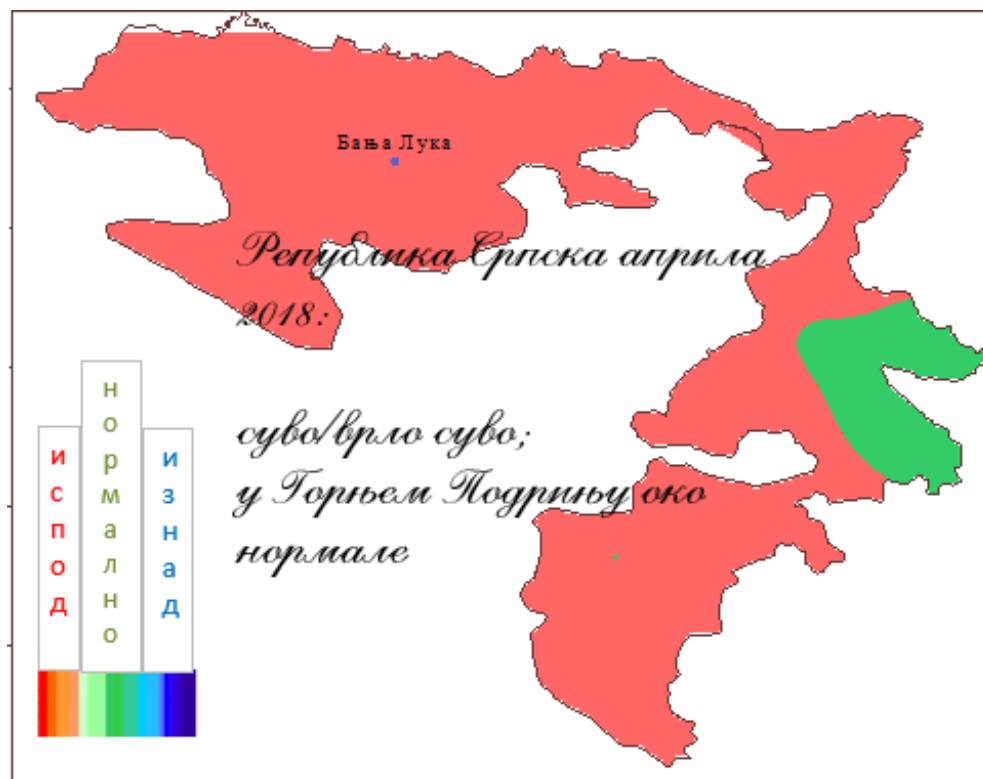 Бања Лука
Република Српска априла
2018:
суво/врло суво;
у Горњем Подрињу око
нормале
испод
нормално
изнад